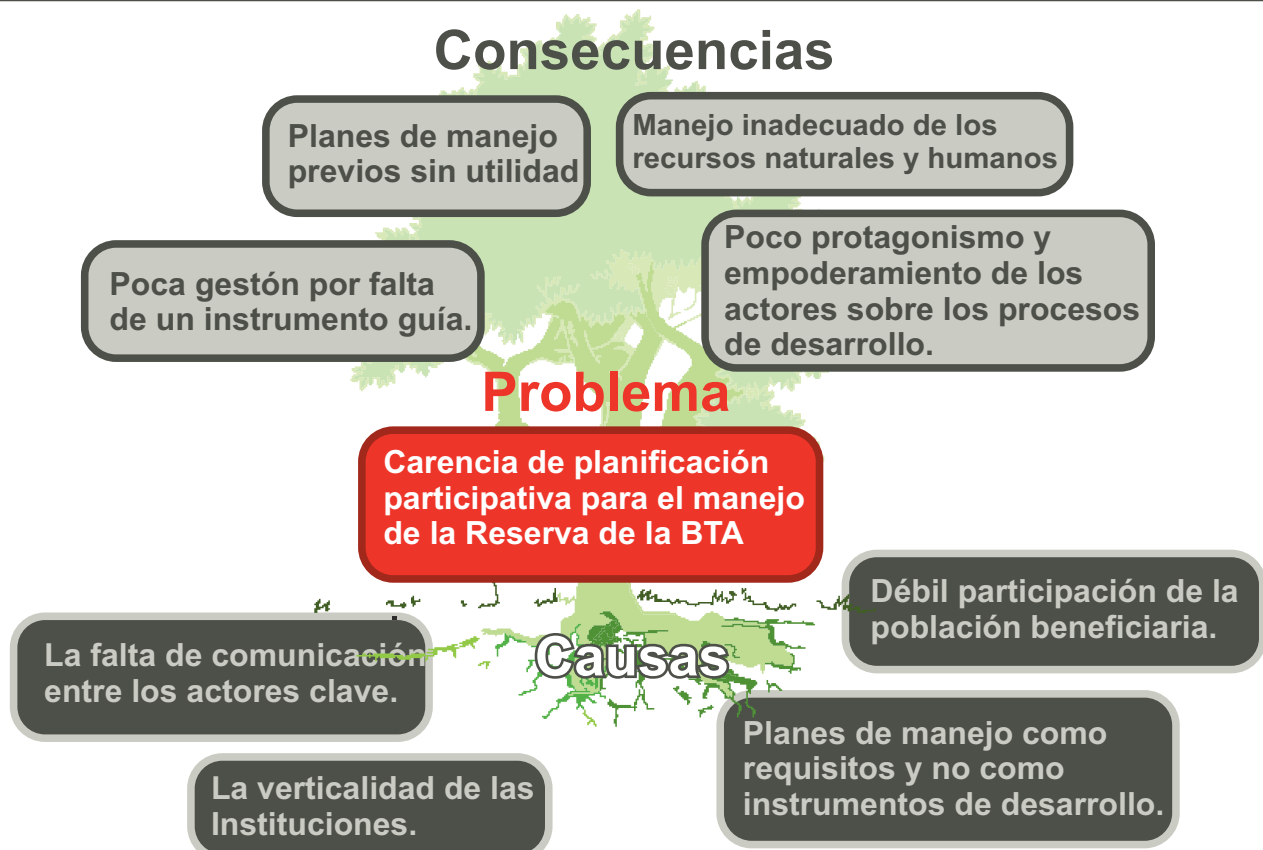 Consecuencias
Planes de manejo
previos sin utilidad
Manejo inadecuado de los
recursos naturales y humanos
Poca gestón por falta
de un instrumento guía.
Poco protagonismo y
empoderamiento de los
actores sobre los procesos
de desarrollo.
Problema
Carencia de planificación
participativa para el manejo
de la Reserva de la BTA
Causas
La falta de comunicación
entre los actores clave.
Débil participación de la
población beneficiaria.
La verticalidad de las
Instituciones.
Planes de manejo como
requisitos y no como
instrumentos de desarrollo.